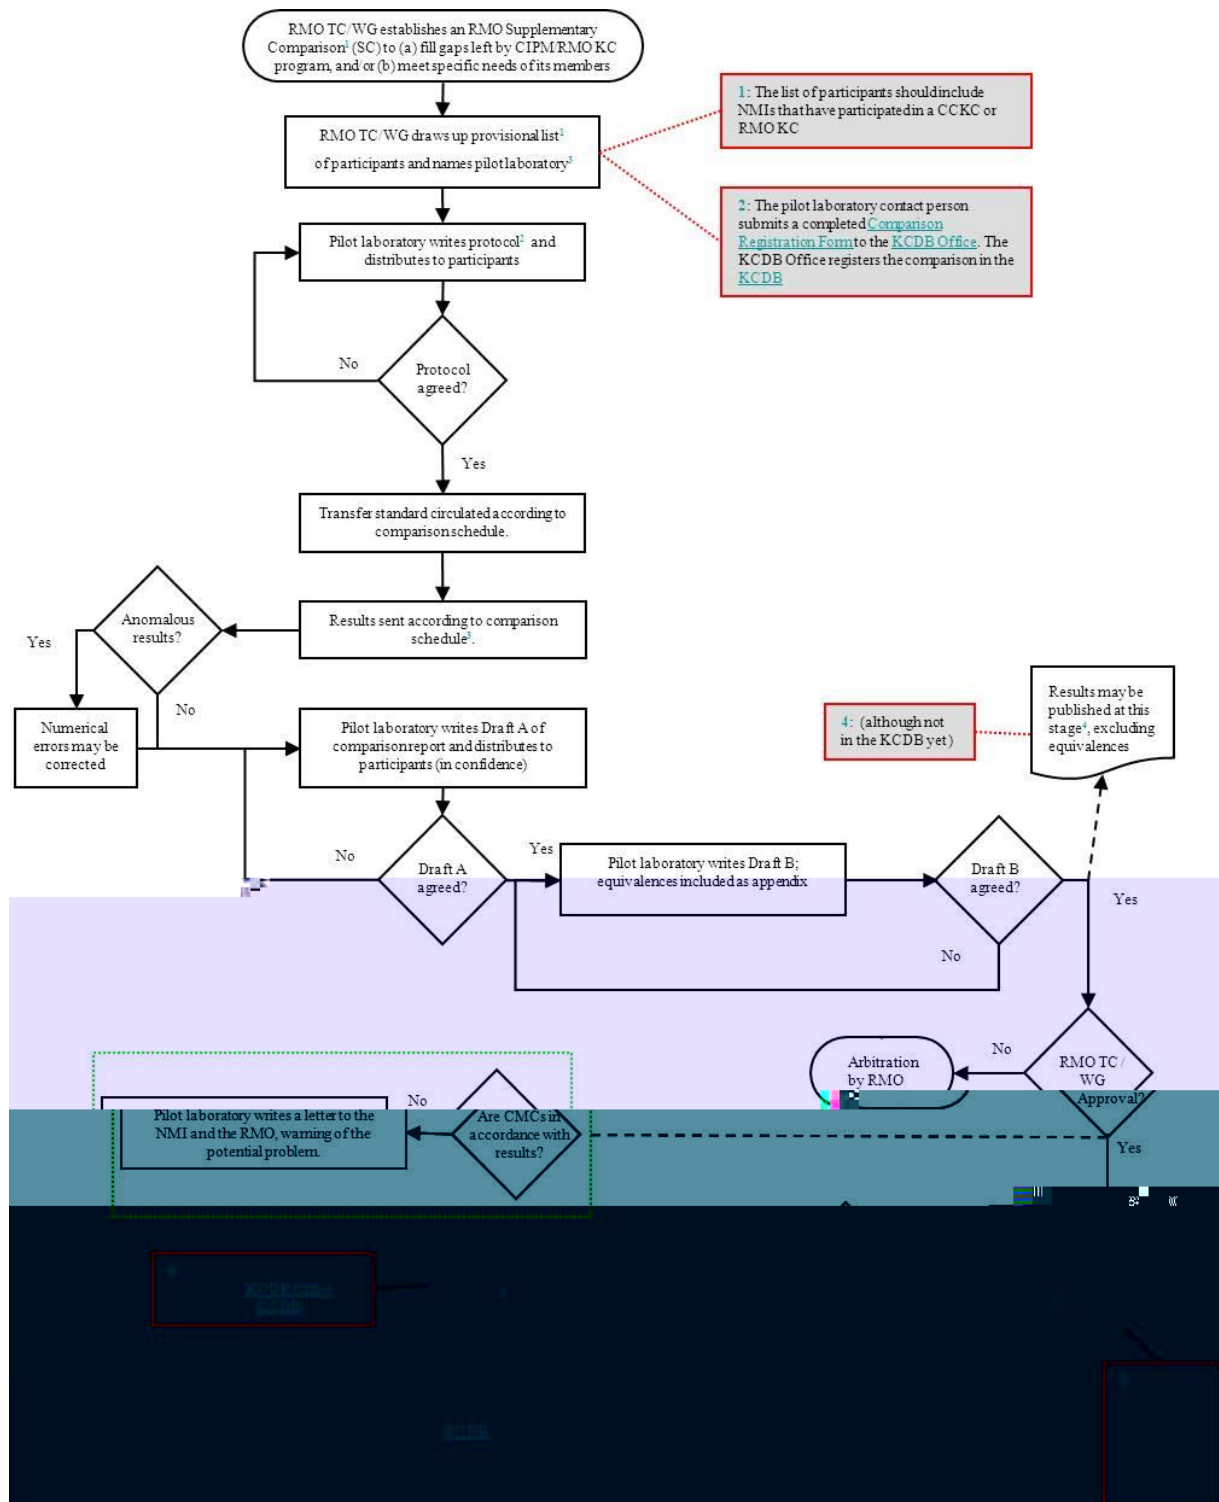 RMO TC/WG establishes an RMO Supplementary
Comparison¹ (SC) to (a) fill gaps left by CIPM/RMO KC
program, and/or (b) meet specific needs of its members
1: The list of participants should include
NMIs that have participated in a CCKC or
RMO KC
RMO TC/WG draws up provisional list¹
of participants and names pilot laboratory³
2: The pilot laboratory contact person
submits a completed Comparison
Registration Form to the KCDB Office. The
KCDB Office registers the comparison in the
KCDB
Pilot laboratory writes protocol² and
distributes to participants
No
Protocol
agreed?
Yes
Transfer standard circulated according to
comparison schedule.
Results sent according to comparison
schedule³.
Anomalous
results?
Yes
No
Numerical
errors may be
corrected
Pilot laboratory writes Draft A of
comparison report and distributes to
participants (in confidence)
4: (although not
in the KCDB yet)
Results may be
published at this
stage⁴, excluding
equivalences
No
Draft A
agreed?
Yes
Pilot laboratory writes Draft B;
equivalences included as appendix
Draft B
agreed?
Yes
No
No
Arbitration
by RMO
RMO TC /
WG
Approval?
Yes
Are CMCs in
accordance with
results?
No
Pilot laboratory writes a letter to the
NMI and the RMO, warning of the
potential problem.